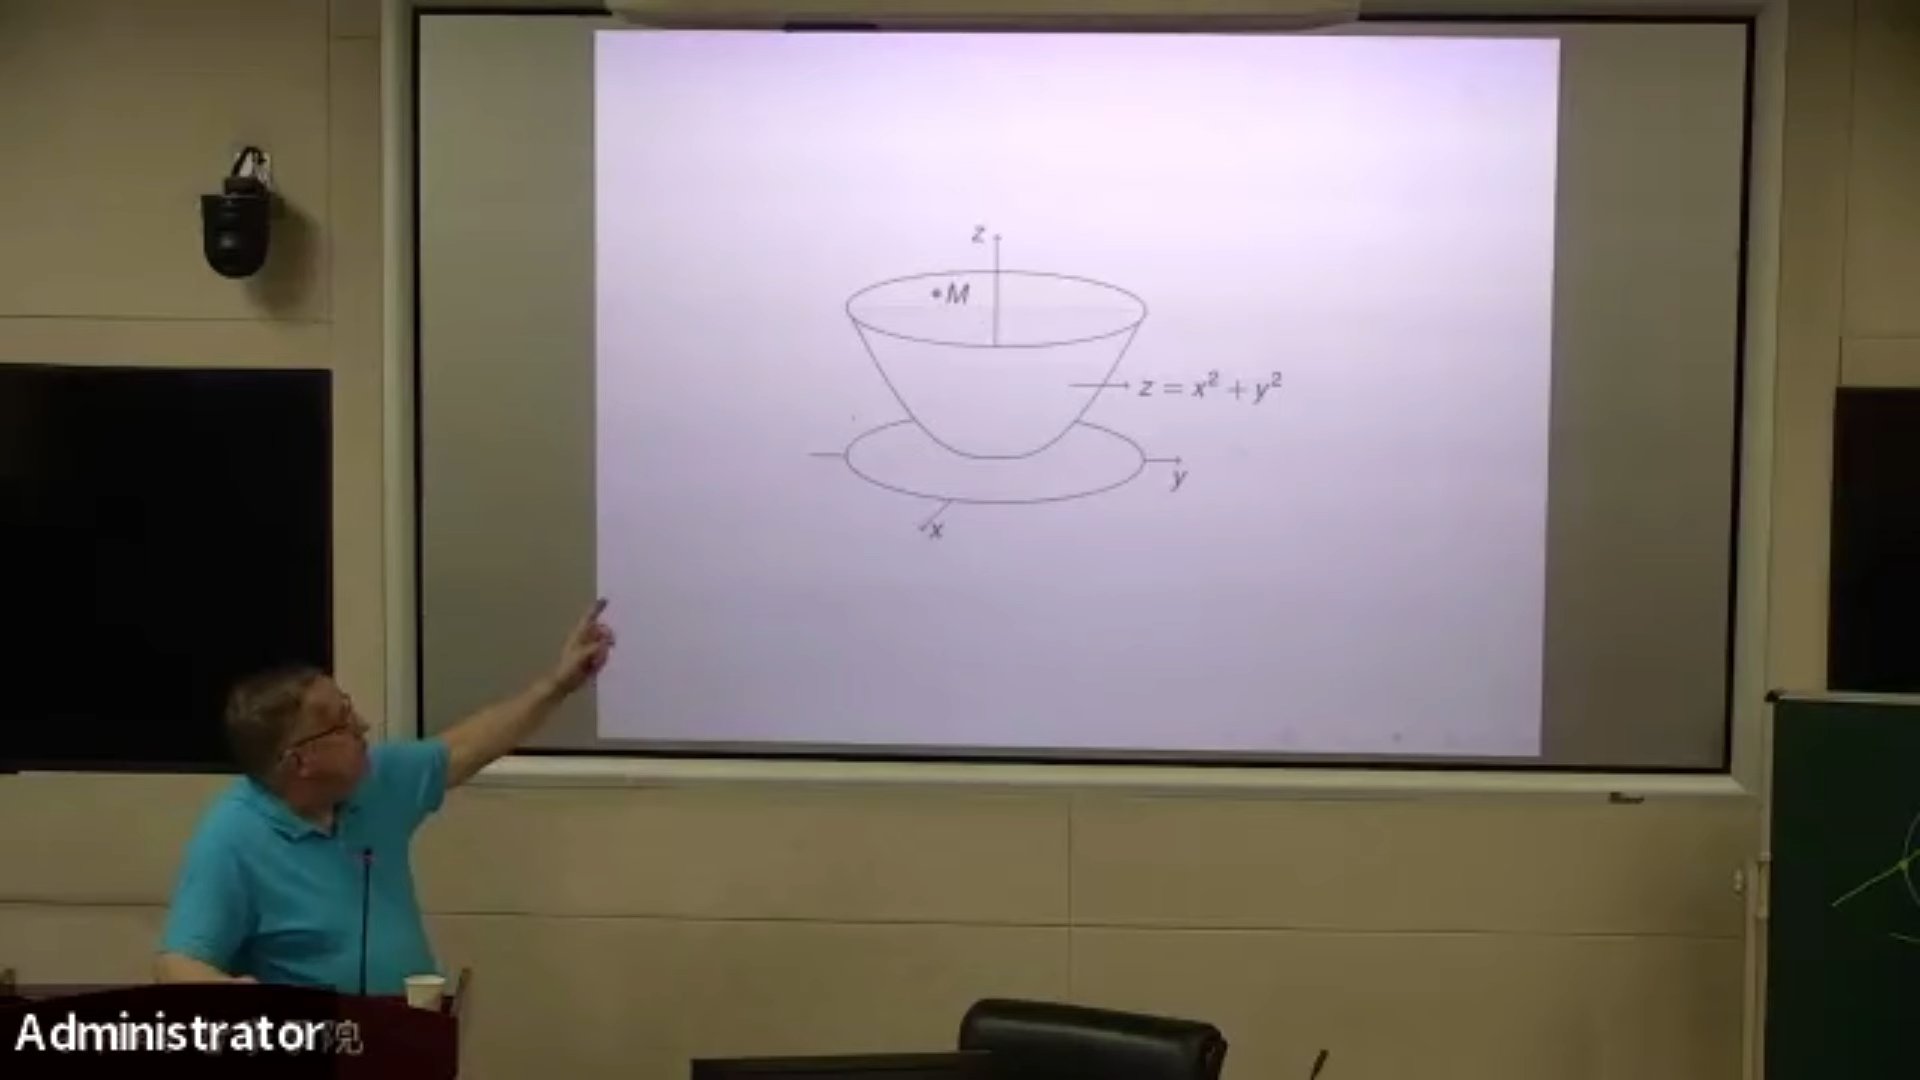 z
M
z = x² + y²
y
x
Administrator